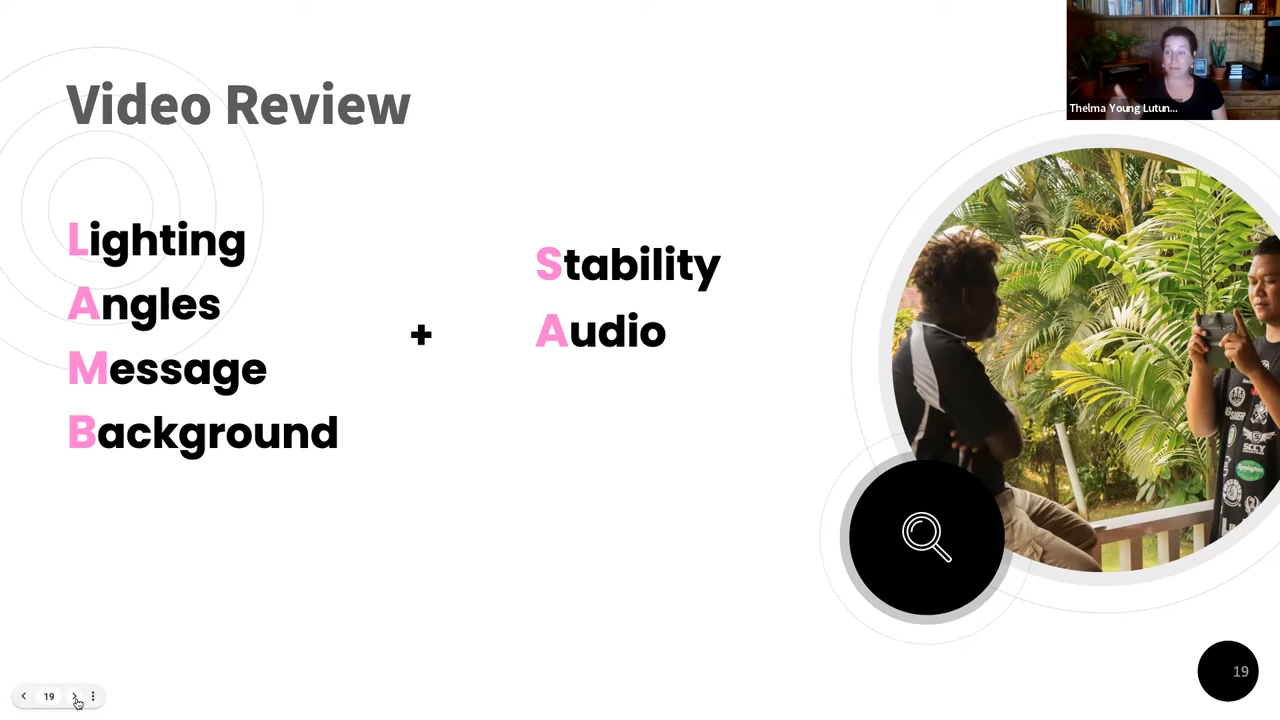 Video Review
Thelma Young Lutun...
Lighting
Angles
Message
Background
+
Stability
Audio
19
19